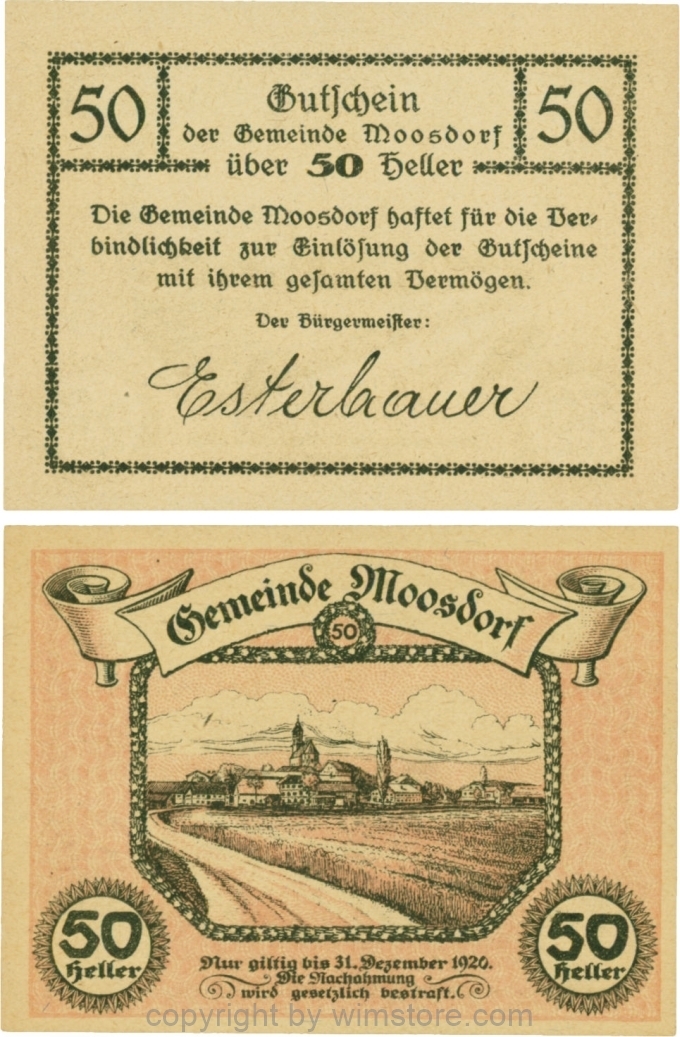 50
Gutschein
der Gemeinde Moosdorf
über 50 Heller
50
Die Gemeinde Moosdorf haftet für die Ver-
bindlichkeit zur Einlösung der Gutscheine
mit ihrem gesamten Vermögen.
Der Bürgermeister:
Esterbauer
Gemeinde Moosdorf
50
50
Heller
50
Heller
Nur giltig bis 31. Dezember 1920.
Die Nachahmung
wird gesetzlich bestraft.
copyright by wimstore.com